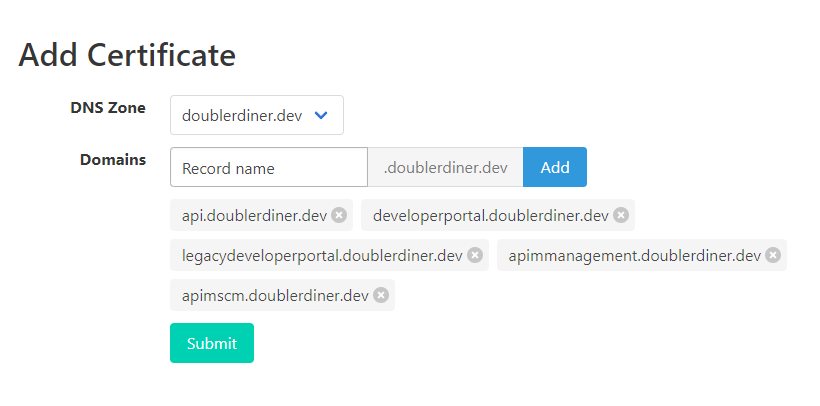 Add Certificate
DNS Zone doublerdiner.dev
Domains Record name .doublerdiner.dev Add
api.doublerdiner.dev developerportal.doublerdiner.dev
legacydeveloperportal.doublerdiner.dev apimmanagement.doublerdiner.dev
apimscm.doublerdiner.dev
Submit